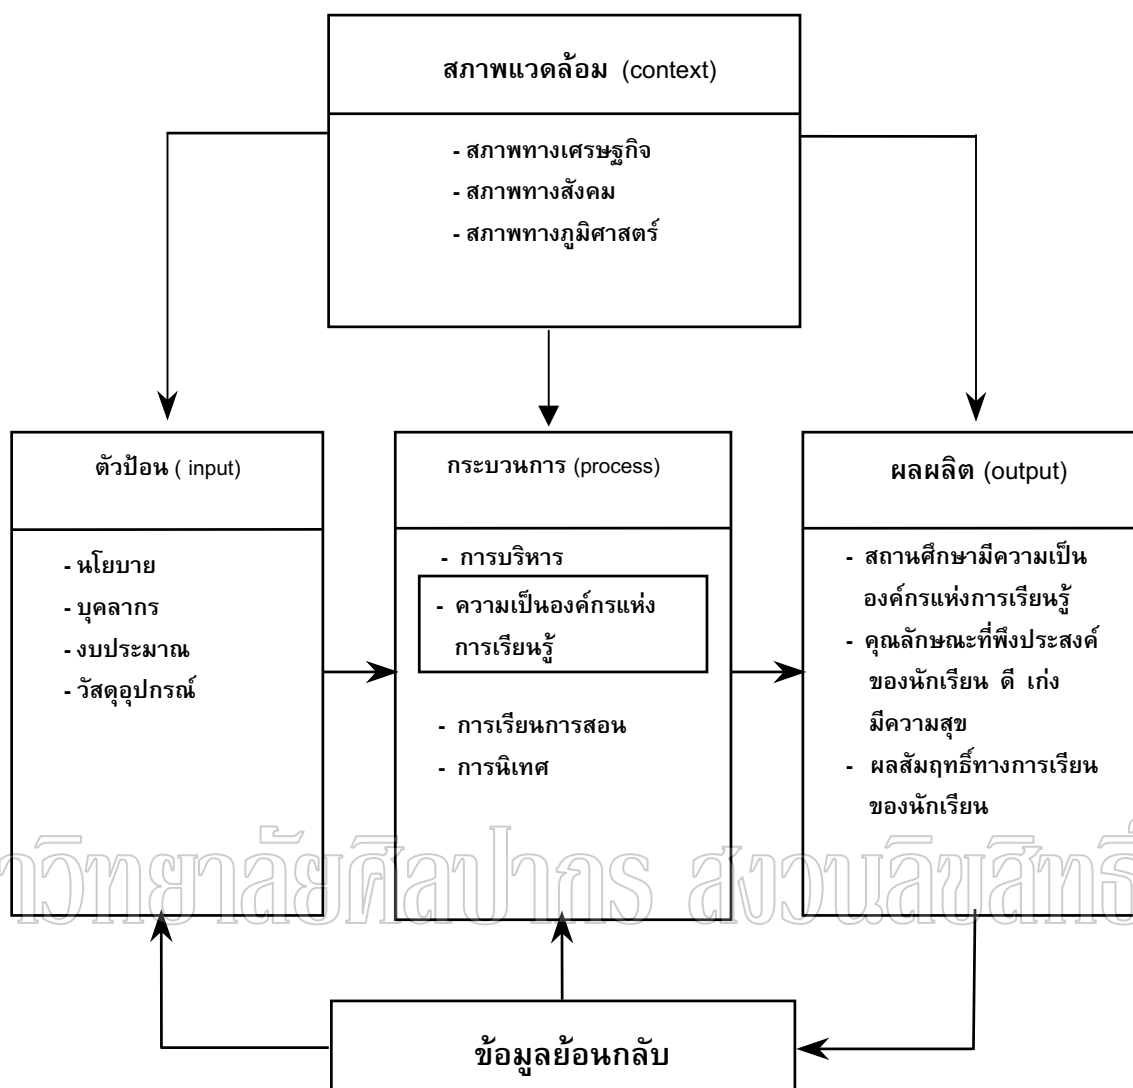 สภาพแวดล้อม (context)
- สภาพทางเศรษฐกิจ
- สภาพทางสังคม
- สภาพทางภูมิศาสตร์
ตัวป้อน ( input)
- นโยบาย
- บุคลากร
- งบประมาณ
- วัสดุอุปกรณ์
กระบวนการ (process)
- การบริหาร
- ความเป็นองค์กรแห่ง
การเรียนรู้
- การเรียนการสอน
- การนิเทศ
ผลผลิต (output)
- สถานศึกษามีความเป็น
องค์กรแห่งการเรียนรู้
- คุณลักษณะที่พึงประสงค์
ของนักเรียน ดี เก่ง
มีความสุข
- ผลสัมฤทธิ์ทางการเรียน
ของนักเรียน
าวิทยาลัยศิลปากร สงวนลิขสิทธิ์
ข้อมูลย้อนกลับ